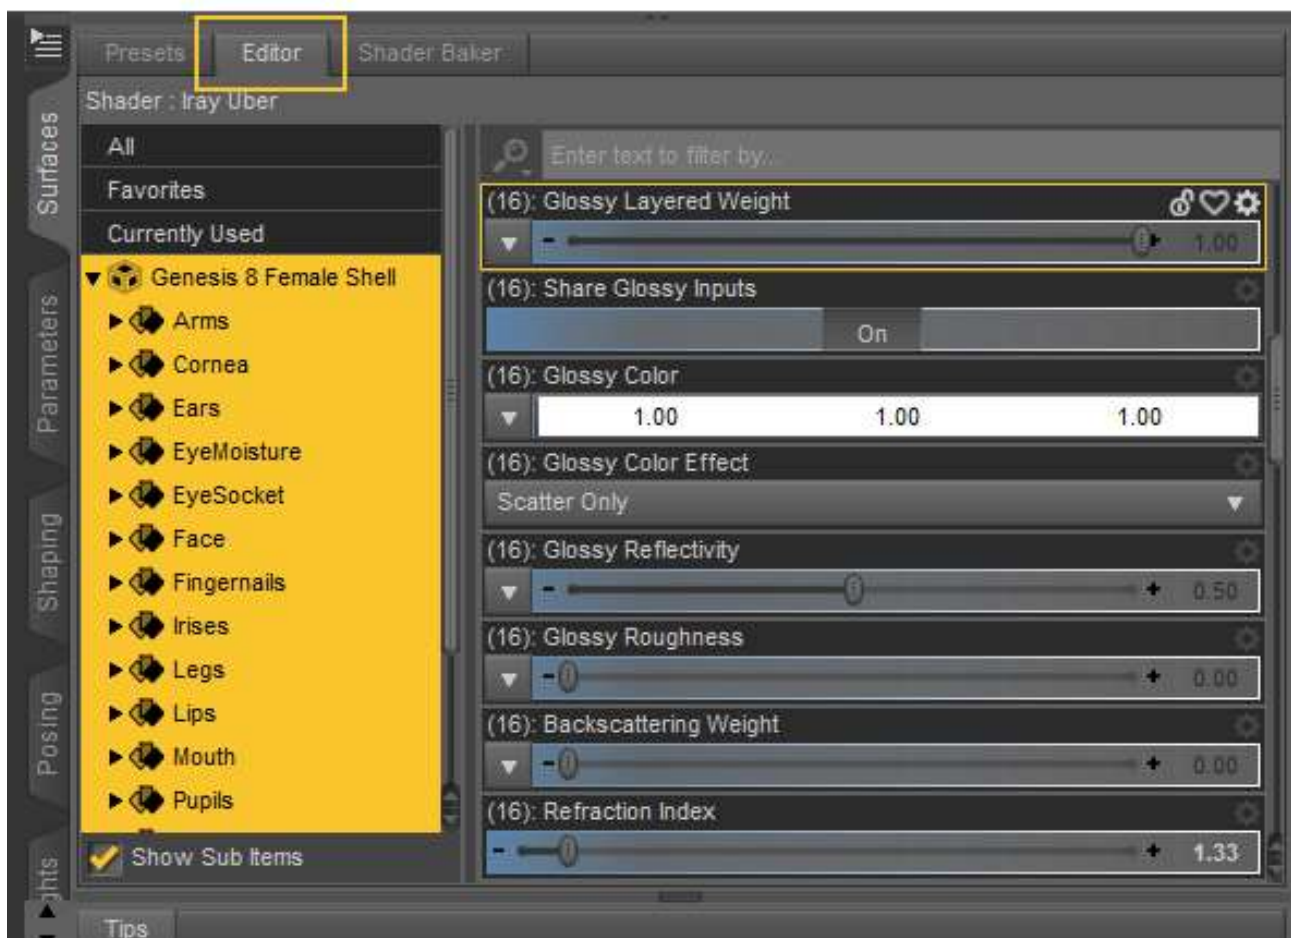 Presets Editor Shader Baker
Shader : Iray Uber
Surfaces
Parameters
Shaping
Posing
ghts
All
Favorites
Currently Used
Genesis 8 Female Shell
Arms
Cornea
Ears
EyeMoisture
EyeSocket
Face
Fingernails
Irises
Legs
Lips
Mouth
Pupils
Show Sub Items
Enter text to filter by...
(16): Glossy Layered Weight
- + 1.00
(16): Share Glossy Inputs
On
(16): Glossy Color
1.00 1.00 1.00
(16): Glossy Color Effect
Scatter Only
(16): Glossy Reflectivity
- + 0.50
(16): Glossy Roughness
- + 0.00
(16): Backscattering Weight
- + 0.00
(16): Refraction Index
- + 1.33
Tips